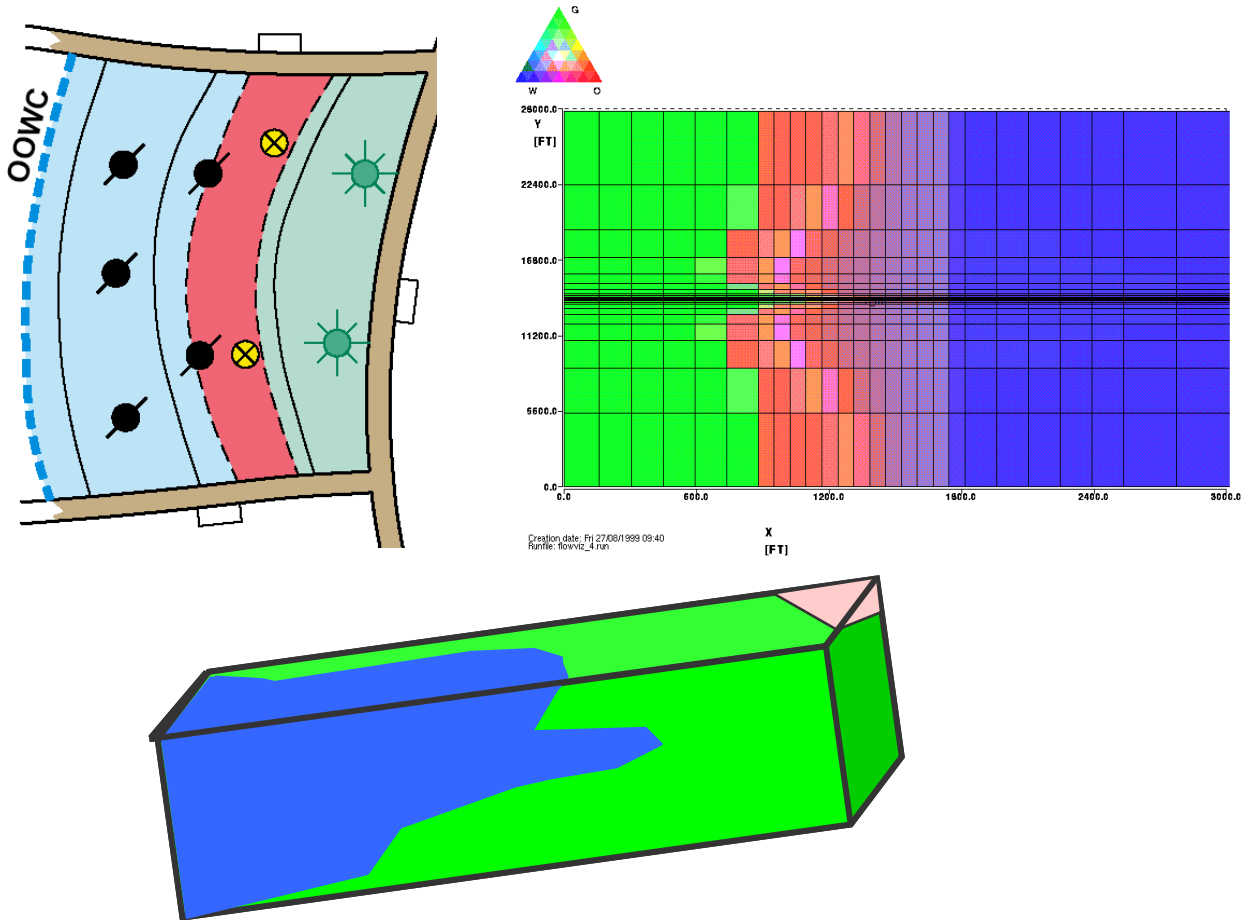 OOWC
G
W O
28000.0
Y
[FT]
22400.0
16800.0
11200.0
5600.0
0.0
0.0 600.0 1200.0 1800.0 2400.0 3000.0
X
[FT]
Creation date: Fri 27/08/1999 09:40
Runfile: flowviz_4.run